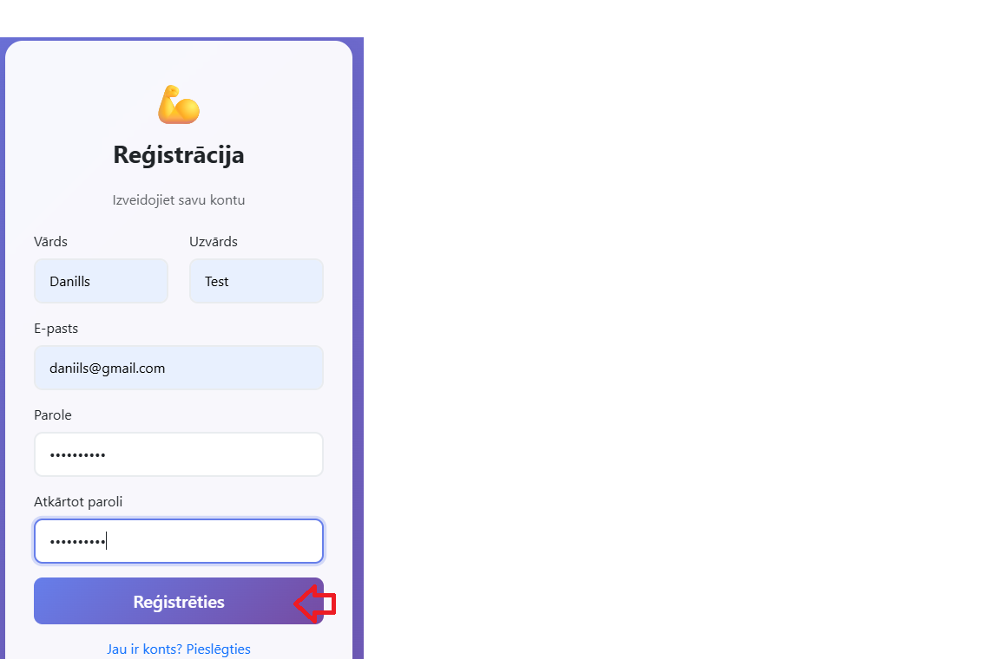 Reģistrācija
Izveidojiet savu kontu
Vārds Uzvārds
Danills Test
E-pasts
daniils@gmail.com
Parole
••••••••••
Atkārtot paroli
••••••••••
Reģistrēties
Jau ir konts? Pieslēgties